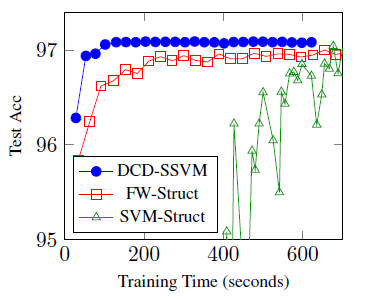 97
96
95
Test Acc
DCD-SSVM
FW-Struct
SVM-Struct
0 200 400 600
Training Time (seconds)